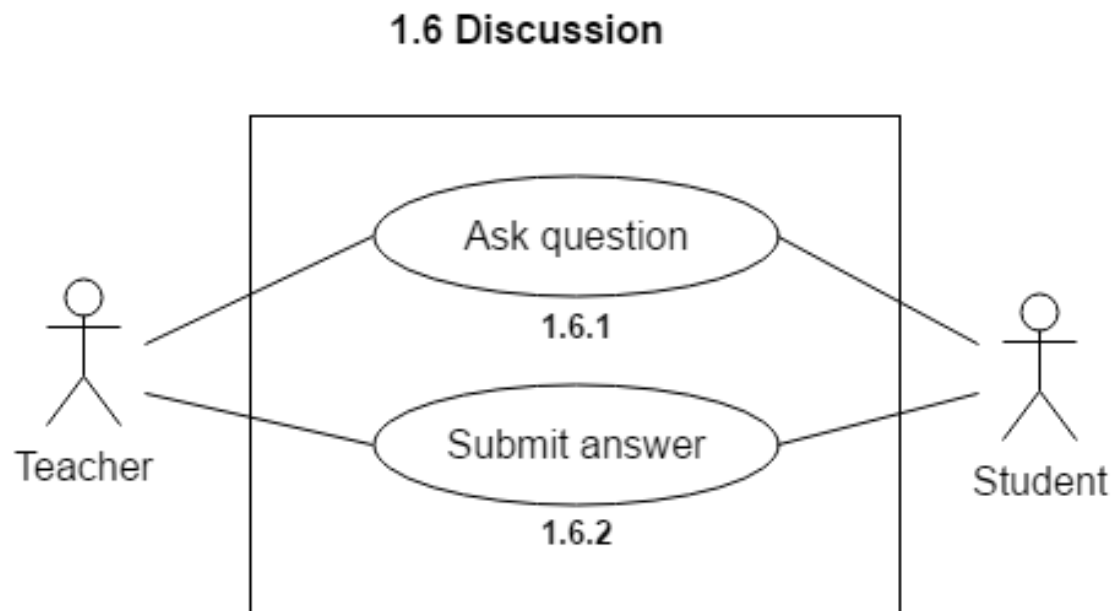 1.6 Discussion
Ask question
1.6.1
Teacher
Submit answer
1.6.2
Student